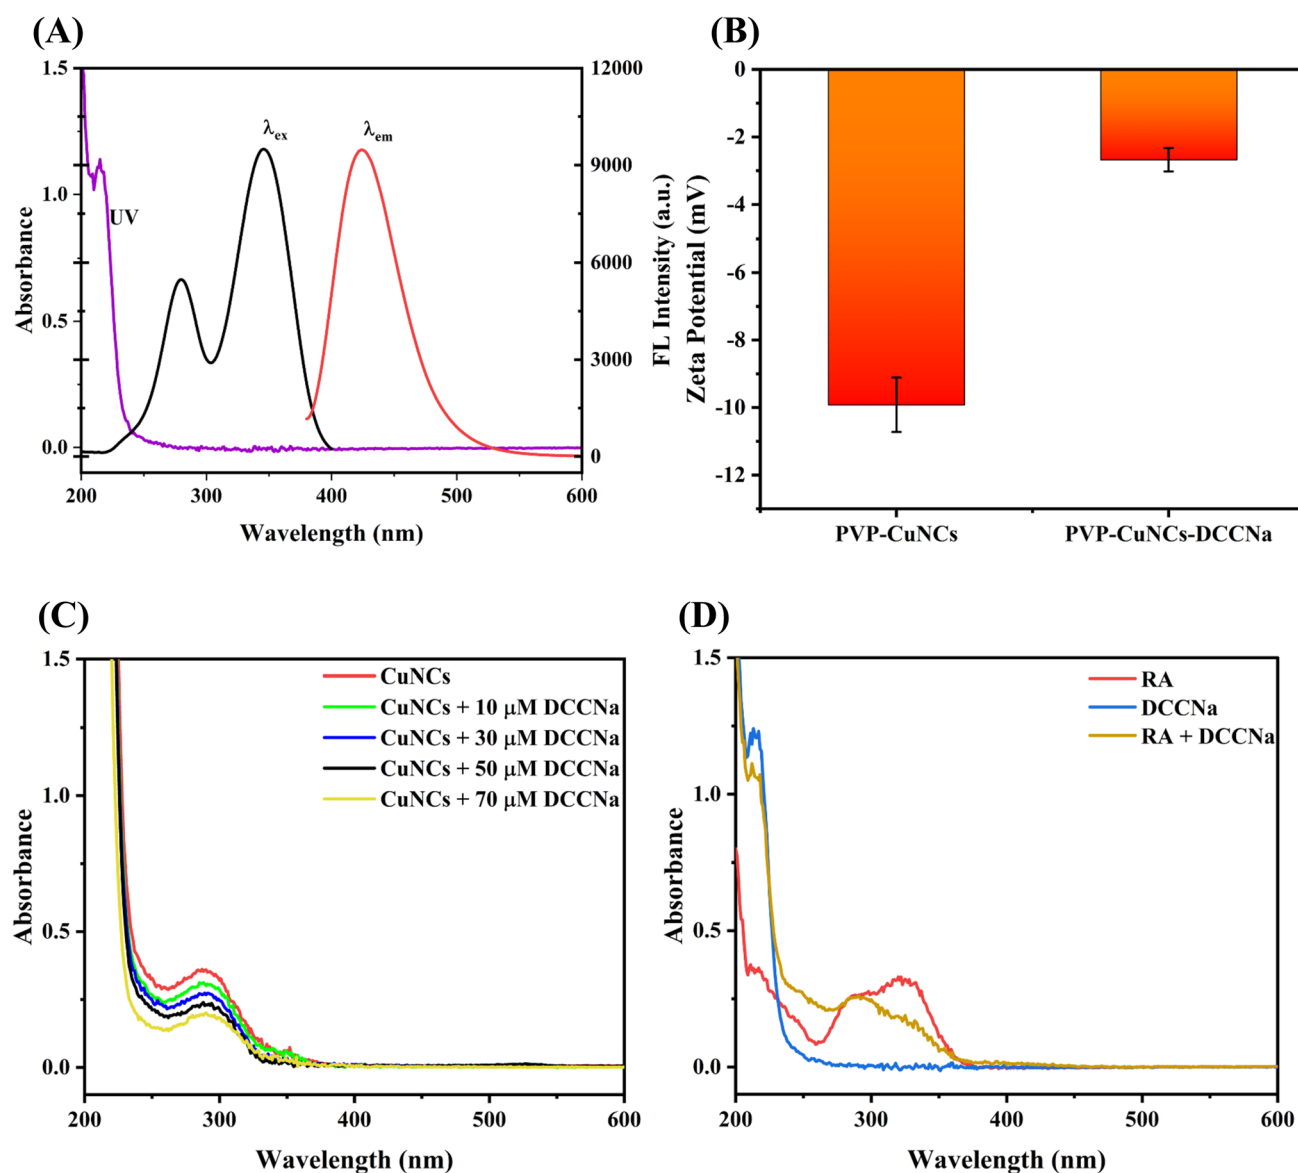 (A)
1.5
1.0
0.5
0.0
Absorbance
12000
9000
6000
3000
0
FL Intensity (a.u.)
λex
λem
UV
200 300 400 500 600
Wavelength (nm)
(B)
0
-2
-4
-6
-8
-10
-12
Zeta Potential (mV)
PVP-CuNCs PVP-CuNCs-DCCNa
(C)
1.5
1.0
0.5
0.0
Absorbance
CuNCs
CuNCs + 10 μM DCCNa
CuNCs + 30 μM DCCNa
CuNCs + 50 μM DCCNa
CuNCs + 70 μM DCCNa
200 300 400 500 600
Wavelength (nm)
(D)
1.5
1.0
0.5
0.0
Absorbance
RA
DCCNa
RA + DCCNa
200 300 400 500 600
Wavelength (nm)